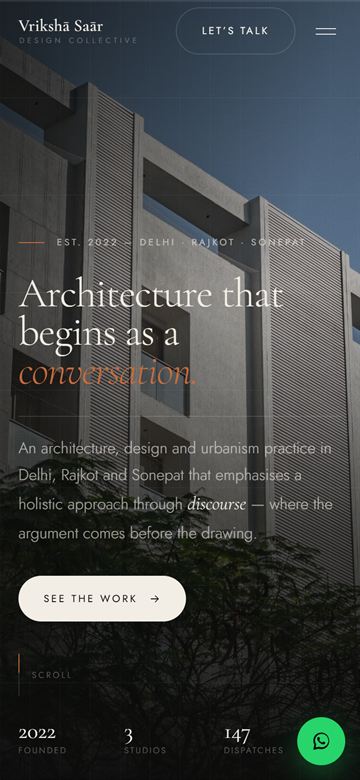 Vrikshā Saār
DESIGN COLLECTIVE
LET'S TALK
EST. 2022 — DELHI · RAJKOT · SONEPAT
Architecture that
begins as a
conversation.
An architecture, design and urbanism practice in
Delhi, Rajkot and Sonepat that emphasises a
holistic approach through discourse — where the
argument comes before the drawing.
SEE THE WORK →
SCROLL
2022
FOUNDED
3
STUDIOS
147
DISPATCHES